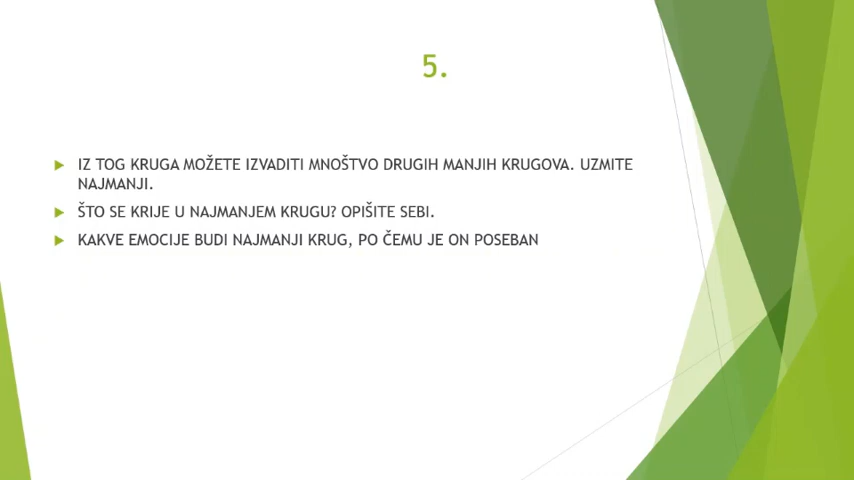 5.
IZ TOG KRUGA MOŽETE IZVADITI MNOŠTVO DRUGIH MANJIH KRUGOVA. UZMITE
NAJMANJI.
ŠTO SE KRIJE U NAJMANJEM KRUGU? OPIŠITE SEBI.
KAKVE EMOCIJE BUDI NAJMANJI KRUG, PO ČEMU JE ON POSEBAN